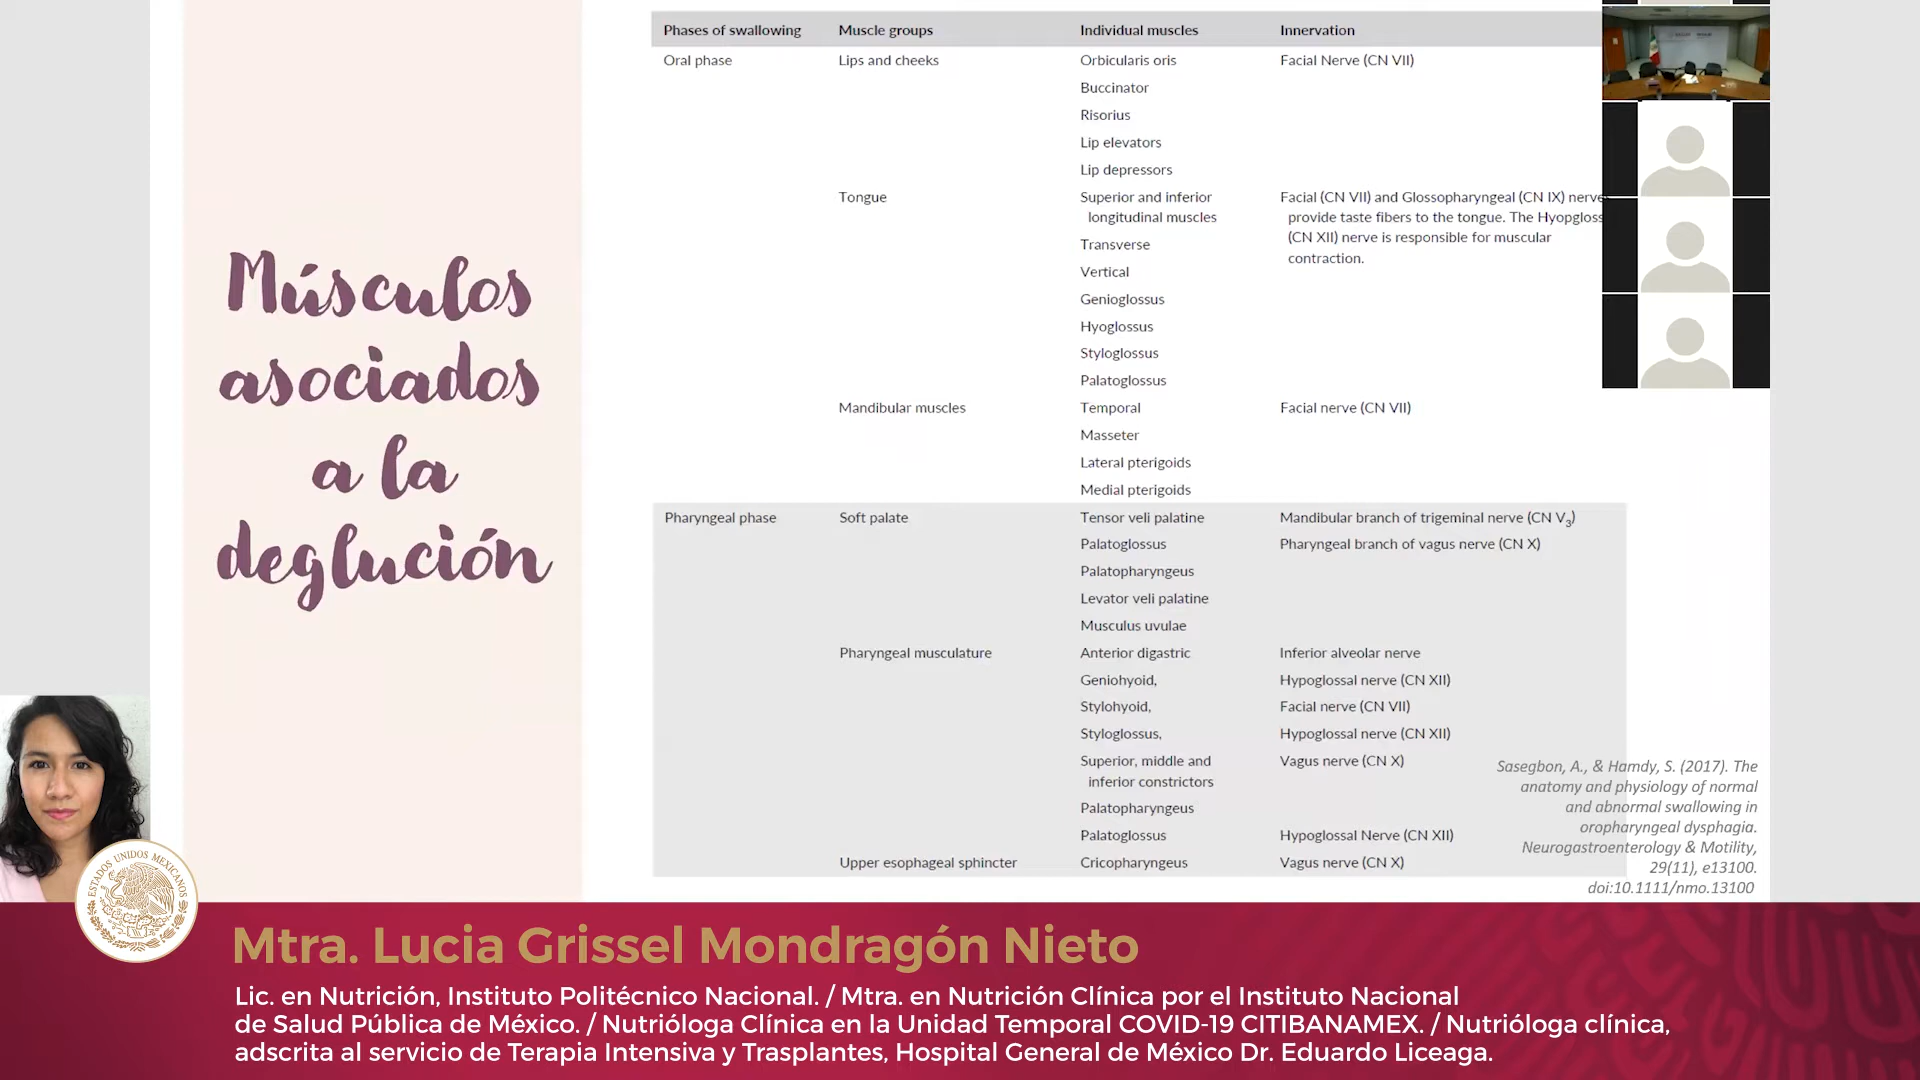 Músculos
asociados
a la
deglución
Phases of swallowing Muscle groups Individual muscles Innervation
Oral phase Lips and cheeks Orbicularis oris Facial Nerve (CN VII)
Buccinator
Risorius
Lip elevators
Lip depressors
Tongue Superior and inferior Facial (CN VII) and Glossopharyngeal (CN IX) nerve
longitudinal muscles provide taste fibers to the tongue. The Hyopgloss
(CN XII) nerve is responsible for muscular
Transverse
contraction.
Vertical
Genioglossus
Hyoglossus
Styloglossus
Palatoglossus
Mandibular muscles Temporal Facial nerve (CN VII)
Masseter
Lateral pterigoids
Medial pterigoids
Pharyngeal phase Soft palate Tensor veli palatine Mandibular branch of trigeminal nerve (CN V3)
Palatoglossus Pharyngeal branch of vagus nerve (CN X)
Palatopharyngeus
Levator veli palatine
Musculus uvulae
Pharyngeal musculature Anterior digastric Inferior alveolar nerve
Geniohyoid, Hypoglossal nerve (CN XII)
Stylohyoid, Facial nerve (CN VII)
Styloglossus, Hypoglossal nerve (CN XII)
Superior, middle and Vagus nerve (CN X)
inferior constrictors
Palatopharyngeus
Palatoglossus Hypoglossal Nerve (CN XII)
Upper esophageal sphincter Cricopharyngeus Vagus nerve (CN X)
Sasegbon, A., & Hamdy, S. (2017). The
anatomy and physiology of normal
and abnormal swallowing in
oropharyngeal dysphagia.
Neurogastroenterology & Motility,
29(11), e13100.
doi:10.1111/nmo.13100
ESTADOS UNIDOS MEXICANOS
Mtra. Lucia Grissel Mondragón Nieto
Lic. en Nutrición, Instituto Politécnico Nacional. / Mtra. en Nutrición Clínica por el Instituto Nacional
de Salud Pública de México. / Nutrióloga Clínica en la Unidad Temporal COVID-19 CITIBANAMEX. / Nutrióloga clínica,
adscrita al servicio de Terapia Intensiva y Trasplantes, Hospital General de México Dr. Eduardo Liceaga.